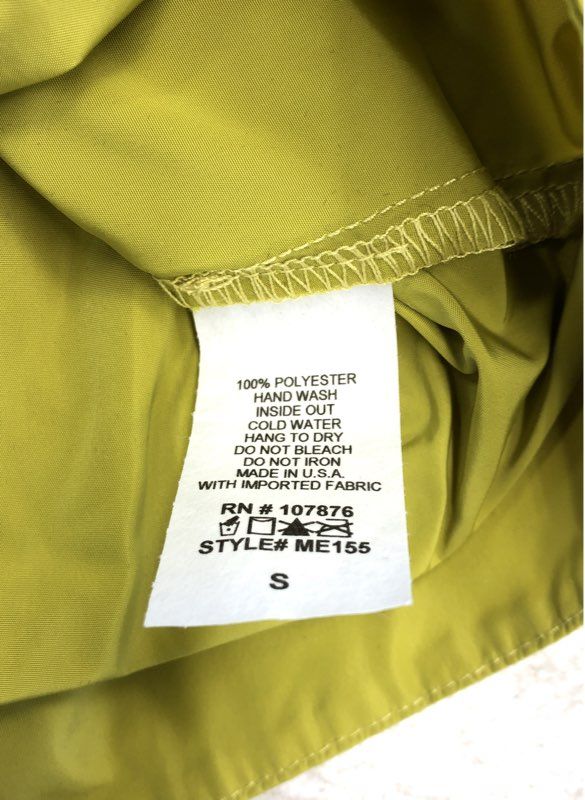 100% POLYESTER
HAND WASH
INSIDE OUT
COLD WATER
HANG TO DRY
DO NOT BLEACH
DO NOT IRON
MADE IN U.S.A.
WITH IMPORTED FABRIC
RN # 107876
STYLE# ME155
S